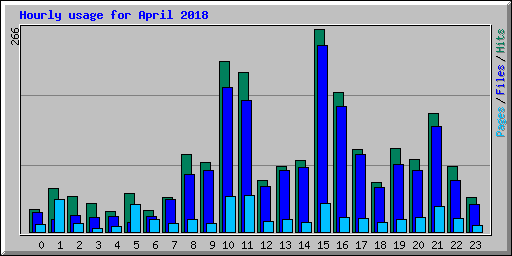 Hourly usage for April 2018
266
Pages/Files/Hits
0 1 2 3 4 5 6 7 8 9 10 11 12 13 14 15 16 17 18 19 20 21 22 23